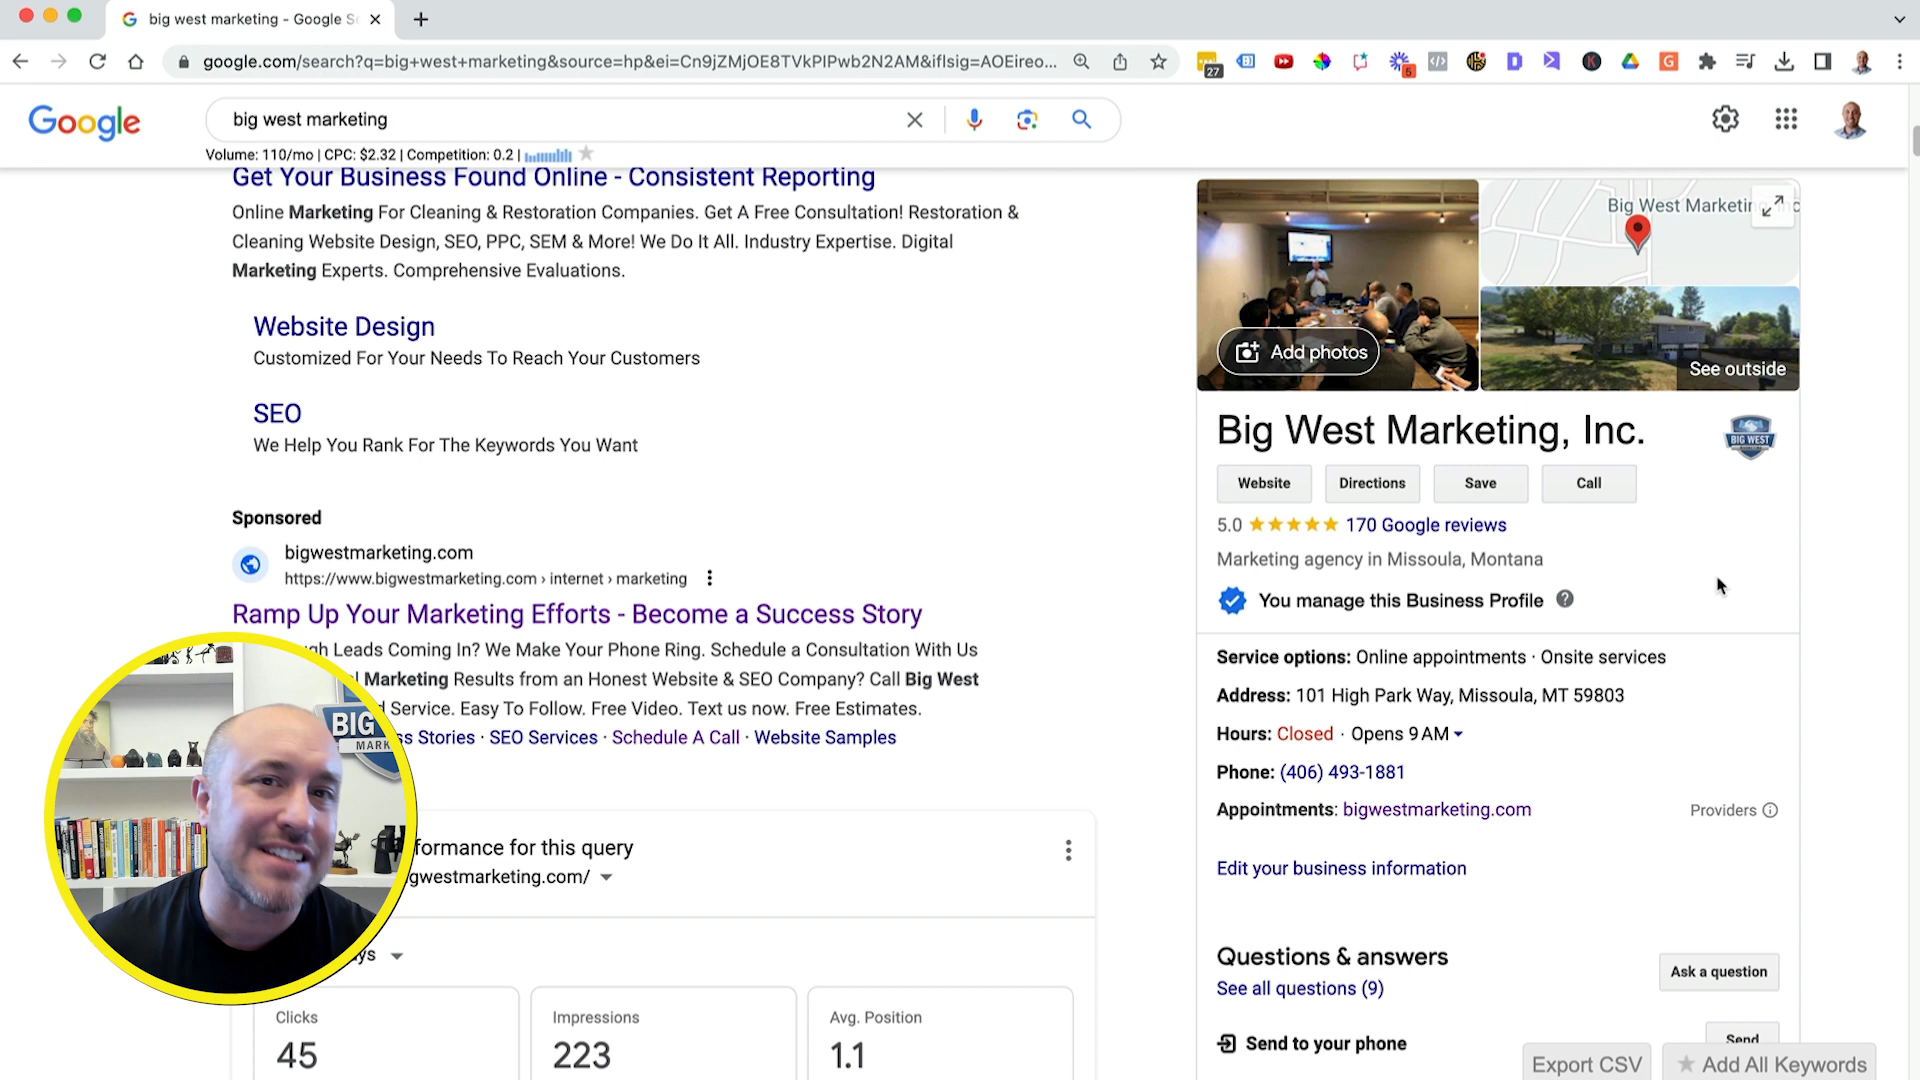 big west marketing - Google S
google.com/search?q=big+west+marketing&source=hp&ei=Cn9jZMjOE8TVkPIPwb2N2AM&iflsig=AOEireo...
27
5
G
K
Google
big west marketing
Volume: 110/mo | CPC: $2.32 | Competition: 0.2 |
Get Your Business Found Online - Consistent Reporting
Online Marketing For Cleaning & Restoration Companies. Get A Free Consultation! Restoration &
Cleaning Website Design, SEO, PPC, SEM & More! We Do It All. Industry Expertise. Digital
Marketing Experts. Comprehensive Evaluations.
Website Design
Customized For Your Needs To Reach Your Customers
SEO
We Help You Rank For The Keywords You Want
Sponsored
bigwestmarketing.com
https://www.bigwestmarketing.com › internet › marketing
Ramp Up Your Marketing Efforts - Become a Success Story
gh Leads Coming In? We Make Your Phone Ring. Schedule a Consultation With Us
l Marketing Results from an Honest Website & SEO Company? Call Big West
d Service. Easy To Follow. Free Video. Text us now. Free Estimates.
ss Stories · SEO Services · Schedule A Call · Website Samples
BIG
MARK
formance for this query
gwestmarketing.com/
ys
Clicks
45
Impressions
223
Avg. Position
1.1
Big West Marketing, Inc
Add photos
See outside
Big West Marketing, Inc.
BIG WEST
Website
Directions
Save
Call
5.0 170 Google reviews
Marketing agency in Missoula, Montana
You manage this Business Profile
Service options: Online appointments · Onsite services
Address: 101 High Park Way, Missoula, MT 59803
Hours: Closed · Opens 9 AM
Phone: (406) 493-1881
Appointments: bigwestmarketing.com
Providers
Edit your business information
Questions & answers
See all questions (9)
Ask a question
Send to your phone
Send
Export CSV
Add All Keywords